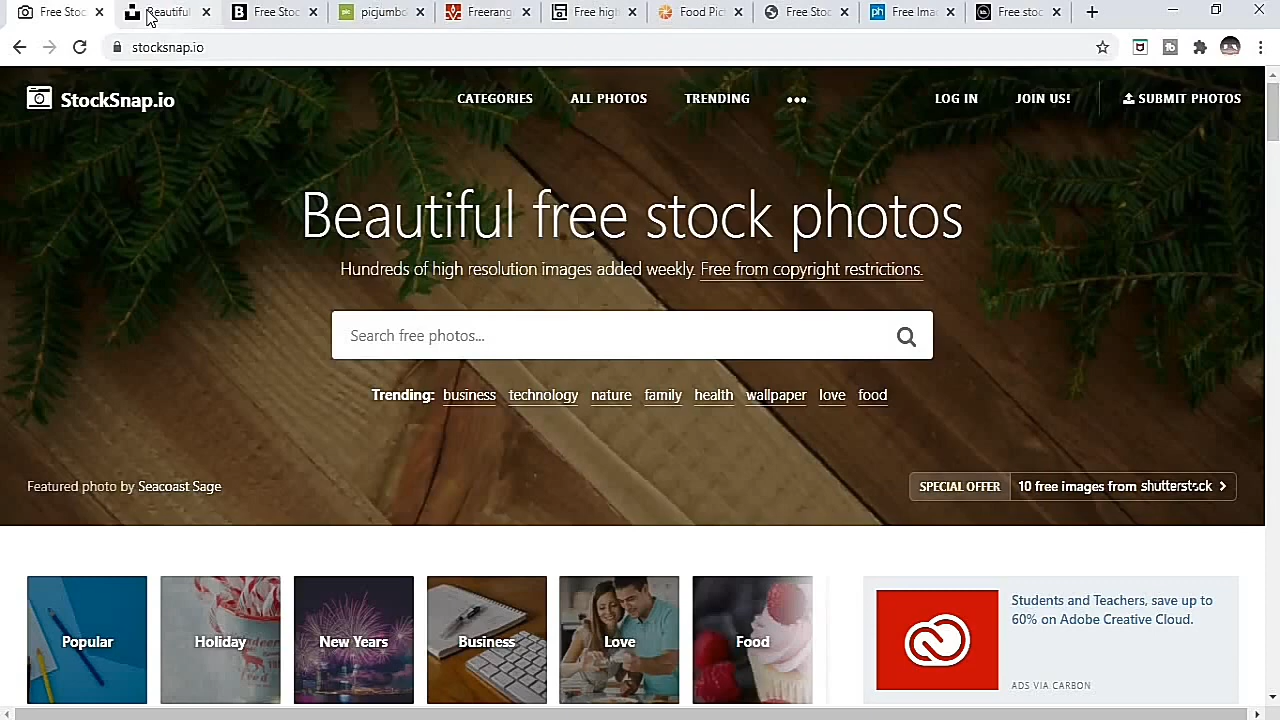 Free Stoc Beautiful Free Stoc picjumbo Freerang Free high Food Pic Free Sto Free Ima Free stoc
stocksnap.io
StockSnap.io CATEGORIES ALL PHOTOS TRENDING ••• LOG IN JOIN US! SUBMIT PHOTOS
Beautiful free stock photos
Hundreds of high resolution images added weekly. Free from copyright restrictions.
Search free photos...
Trending: business technology nature family health wallpaper love food
Featured photo by Seacoast Sage
SPECIAL OFFER 10 free images from shutterstock
Popular Holiday New Years Business Love Food
Students and Teachers, save up to
60% on Adobe Creative Cloud.
ADS VIA CARBON